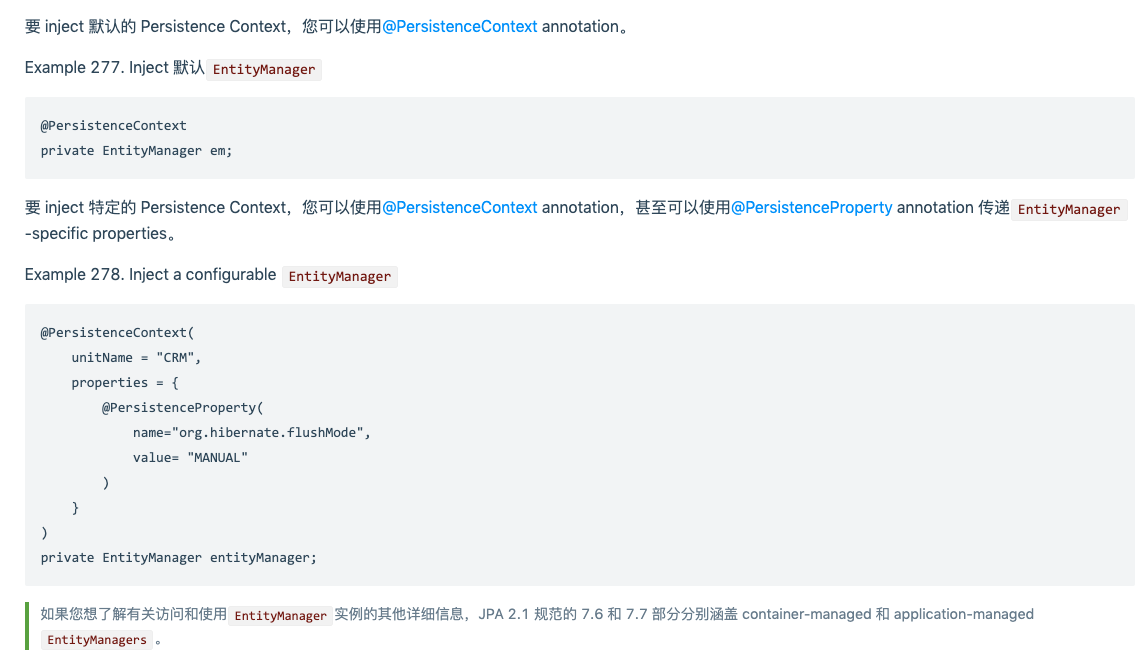 要 inject 默认的 Persistence Context，您可以使用@PersistenceContext annotation。
Example 277. Inject 默认 EntityManager
@PersistenceContext
private EntityManager em;
要 inject 特定的 Persistence Context，您可以使用@PersistenceContext annotation，甚至可以使用@PersistenceProperty annotation 传递 EntityManager
-specific properties。
Example 278. Inject a configurable EntityManager
@PersistenceContext(
    unitName = "CRM",
    properties = {
        @PersistenceProperty(
            name="org.hibernate.flushMode",
            value= "MANUAL"
        )
    }
)
private EntityManager entityManager;
如果您想了解有关访问和使用 EntityManager 实例的其他详细信息，JPA 2.1 规范的 7.6 和 7.7 部分分别涵盖 container-managed 和 application-managed
EntityManagers 。